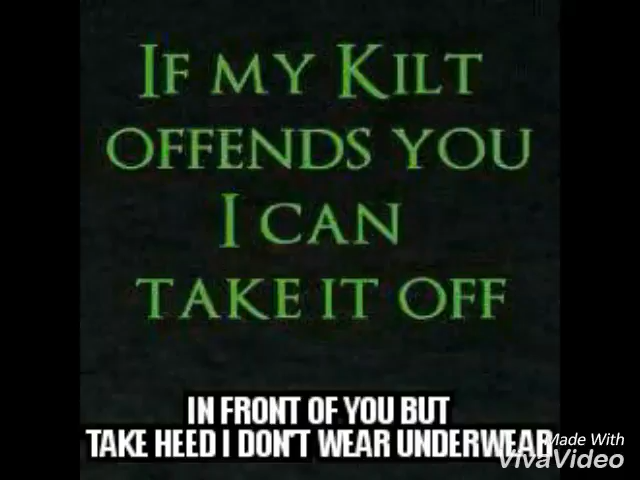 If my Kilt
offends you
I can
take it off
IN FRONT OF YOU BUT
TAKE HEED I DON'T WEAR UNDERWEAR
Made With
VivaVideo